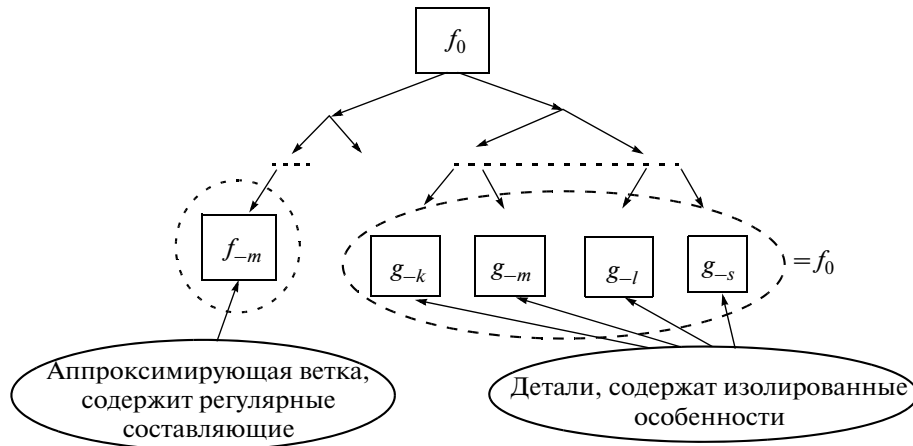 f₀
f₋ₘ
g₋ₖ g₋ₘ g₋ₗ g₋ₛ = f₀
Аппроксимирующая ветка,
содержит регулярные
составляющие
Детали, содержат изолированные
особенности